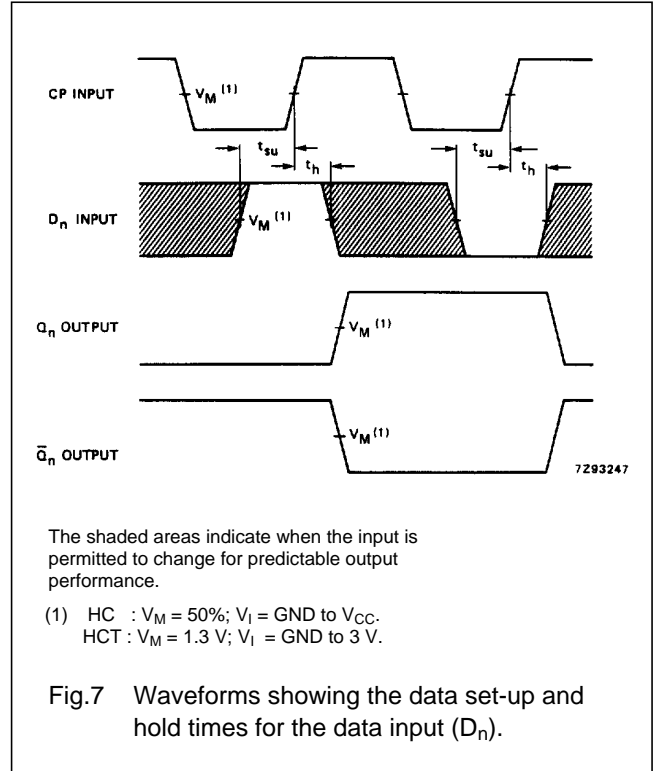 CP INPUT
V_M (1)
t_su
t_h
t_su
t_h
D_n INPUT
V_M (1)
Q_n OUTPUT
V_M (1)
Q̅_n OUTPUT
V_M (1)
7Z93247
The shaded areas indicate when the input is
permitted to change for predictable output
performance.
(1) HC : V_M = 50%; V_I = GND to V_CC.
HCT : V_M = 1.3 V; V_I = GND to 3 V.
Fig.7 Waveforms showing the data set-up and
hold times for the data input (D_n).